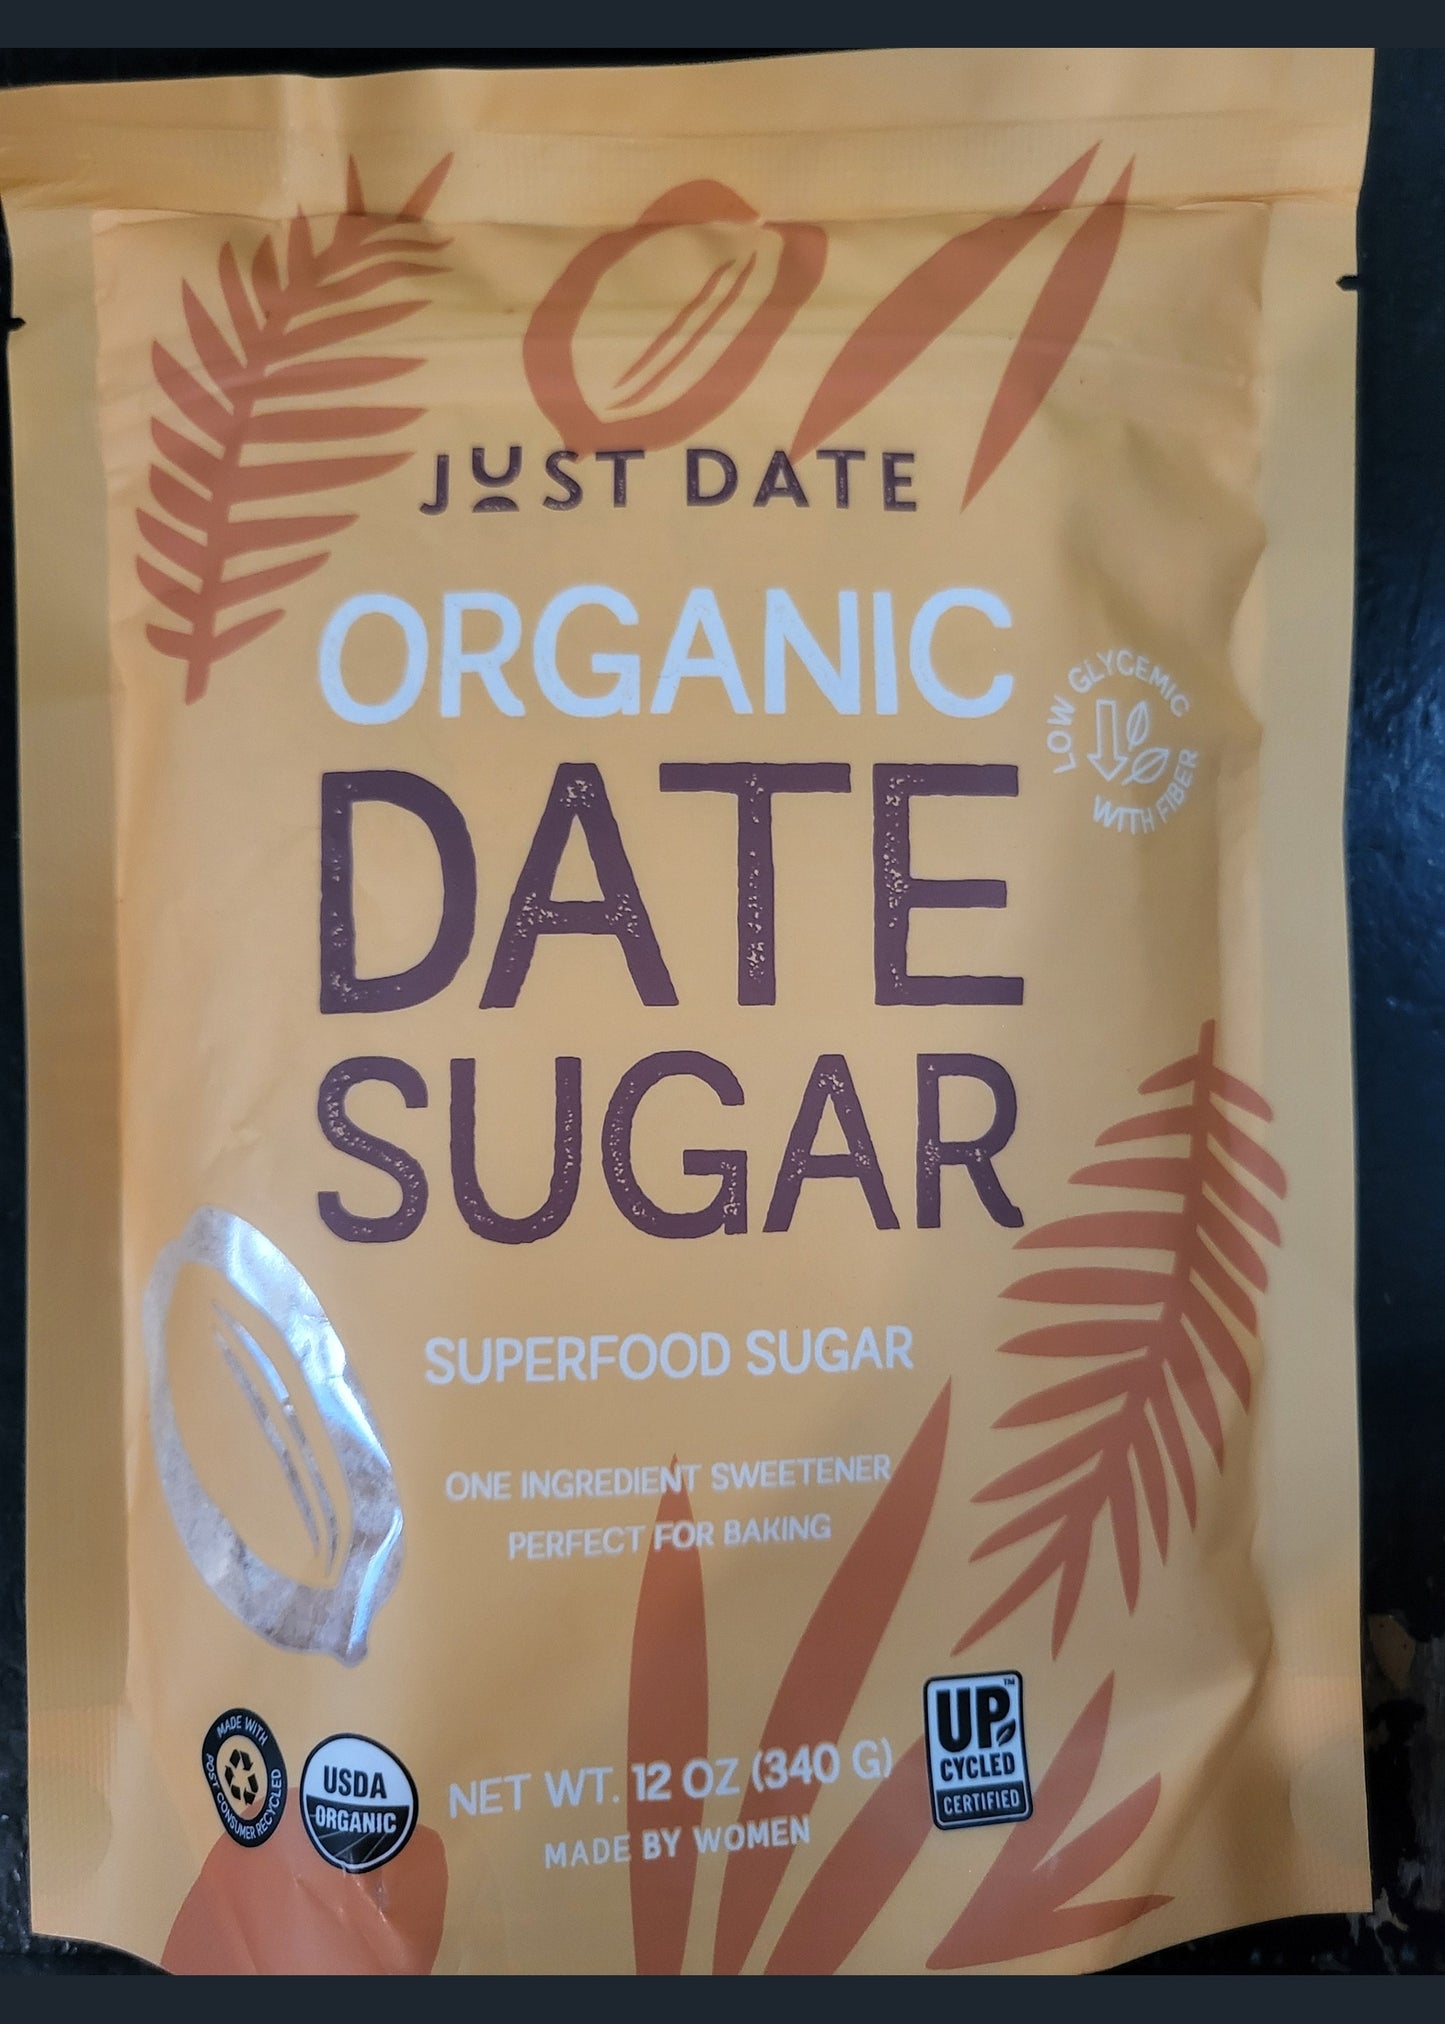 JUST DATE
ORGANIC
LOW GLYCEMIC
WITH FIBER
DATE
SUGAR
SUPERFOOD SUGAR
ONE INGREDIENT SWEETENER
PERFECT FOR BAKING
MADE WITH
POST CONSUMER RECYCLED
USDA
ORGANIC
NET WT. 12 OZ (340 G)
MADE BY WOMEN
UP™
CYCLED
CERTIFIED